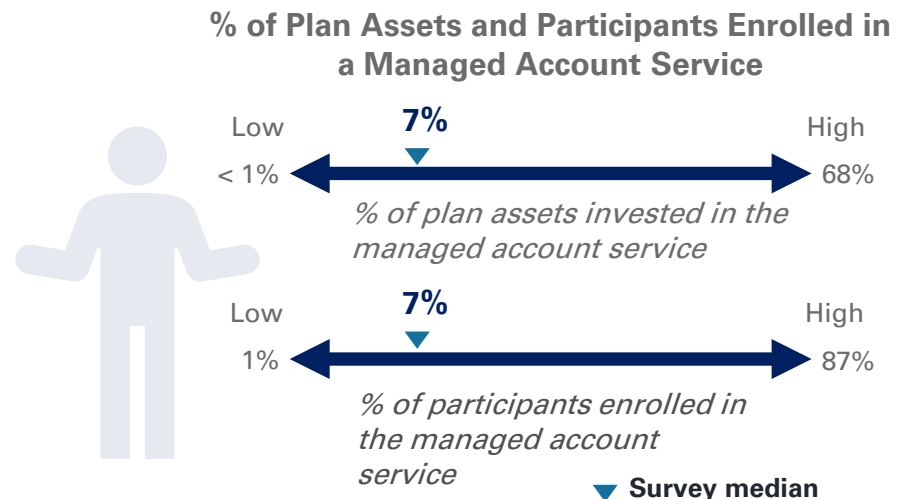 % of Plan Assets and Participants Enrolled in
a Managed Account Service
Low
7%
High
< 1%
68%
% of plan assets invested in the
managed account service
Low
7%
High
1%
87%
% of participants enrolled in
the managed account
service
Survey median